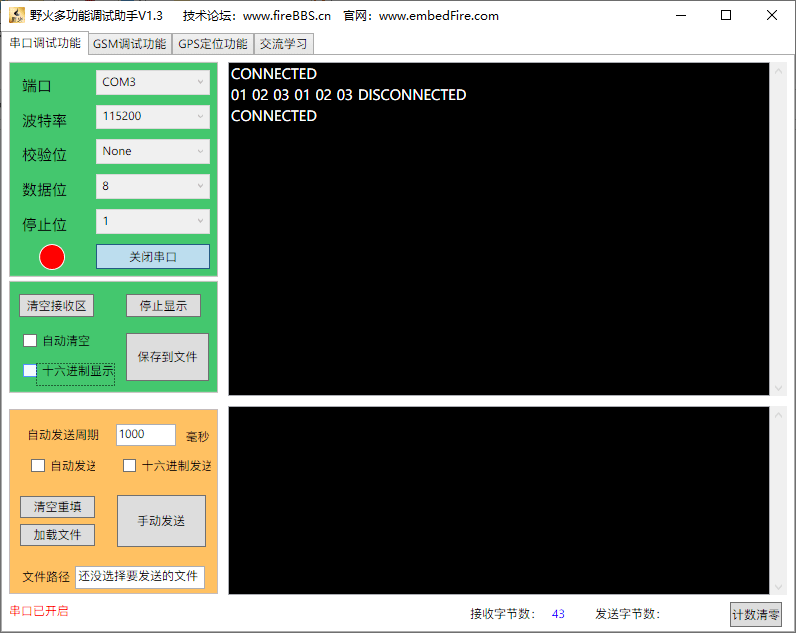 野火多功能调试助手V1.3 技术论坛：www.fireBBS.cn 官网：www.embedFire.com
串口调试功能 GSM调试功能 GPS定位功能 交流学习
端口 COM3
波特率 115200
校验位 None
数据位 8
停止位 1
关闭串口
清空接收区 停止显示
自动清空
保存到文件
十六进制显示
CONNECTED
01 02 03 01 02 03 DISCONNECTED
CONNECTED
自动发送周期 1000 毫秒
自动发送 十六进制发送
清空重填
手动发送
加载文件
文件路径 还没选择要发送的文件
串口已开启
接收字节数： 43 发送字节数：
计数清零